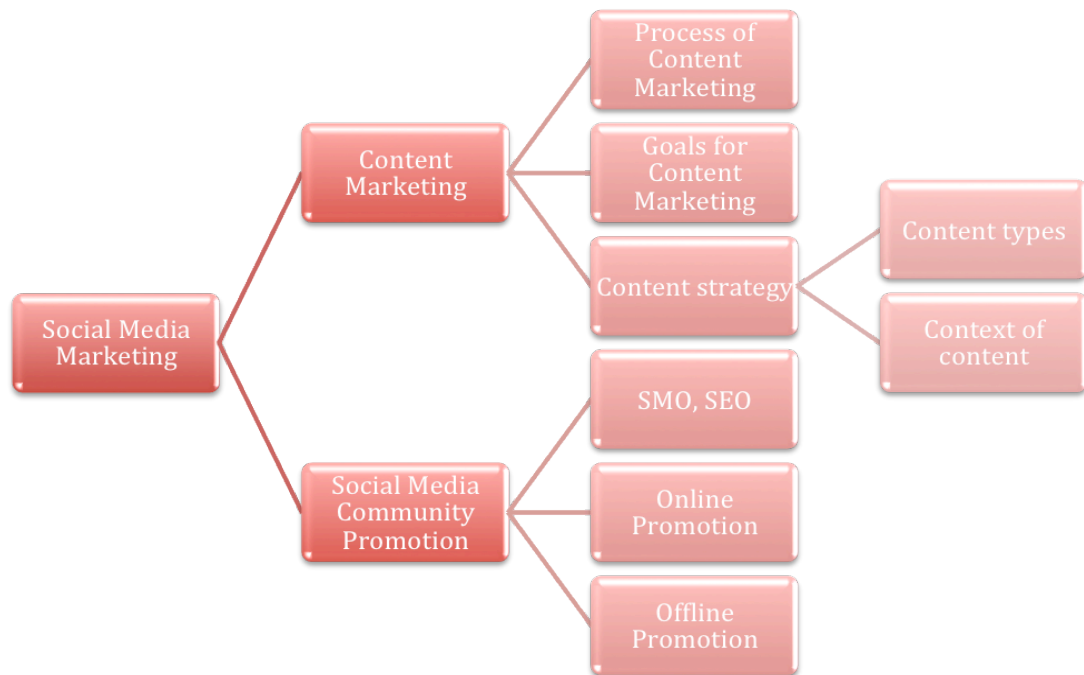 Process of
Content
Marketing
Content
Marketing
Goals for
Content
Marketing
Content types
Content strategy
Social Media
Marketing
Context of
content
SMO, SEO
Social Media
Community
Promotion
Online
Promotion
Offline
Promotion